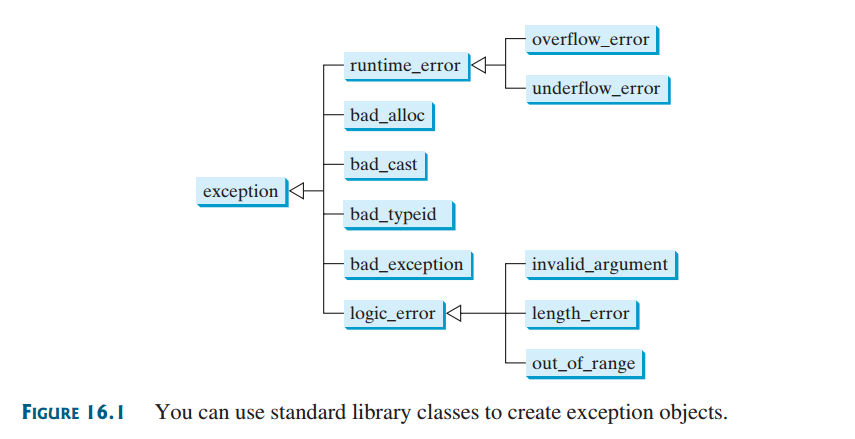 overflow_error
runtime_error
underflow_error
bad_alloc
bad_cast
exception
bad_typeid
bad_exception
invalid_argument
logic_error
length_error
out_of_range
FIGURE 16.1 You can use standard library classes to create exception objects.